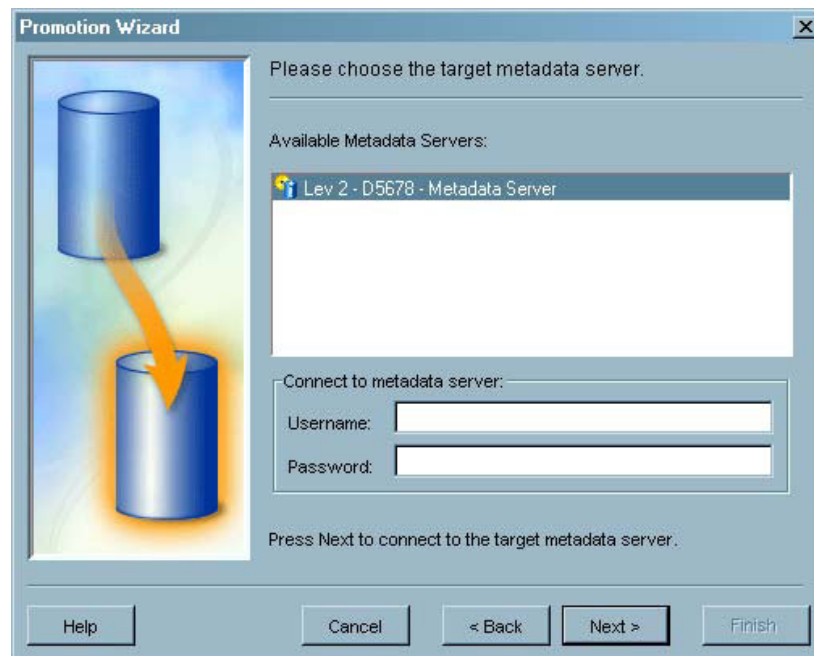 Promotion Wizard
Please choose the target metadata server.
Available Metadata Servers:
Lev 2 - D5678 - Metadata Server
Connect to metadata server:
Username:
Password:
Press Next to connect to the target metadata server.
Help
Cancel
< Back
Next >
Finish